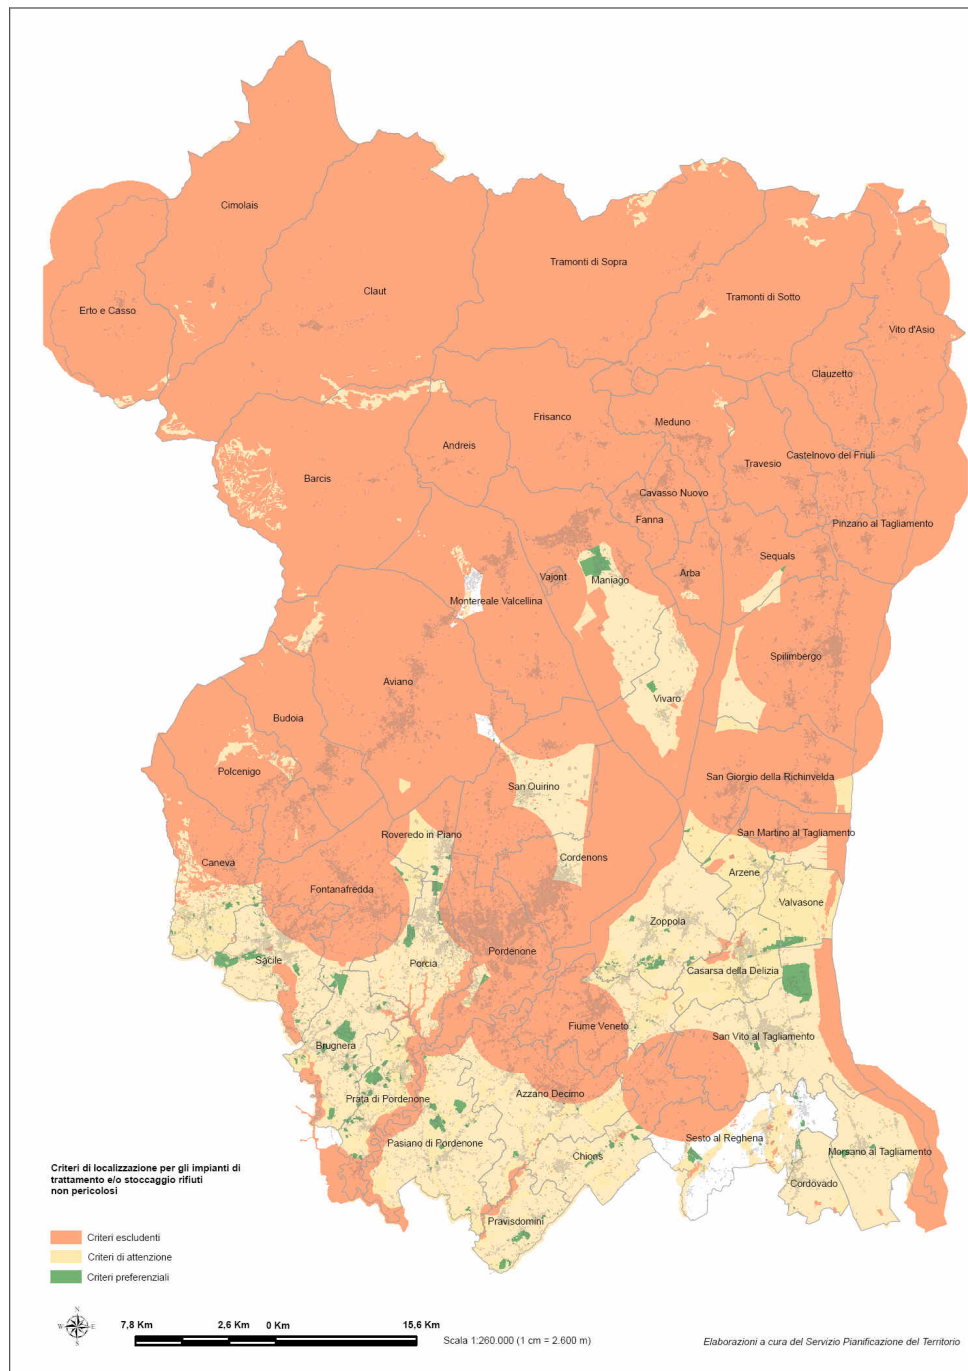 Cimolais
Tramonti di Sopra
Claut
Tramonti di Sotto
Erto e Casso
Vito d'Asio
Clauzetto
Frisanco
Meduno
Andreis
Castelnovo del Friuli
Travesio
Barcis
Cavasso Nuovo
Fanna
Pinzano al Tagliamento
Sequals
Arba
Vajont
Maniago
Montereale Valcellina
Spilimbergo
Aviano
Vivaro
Budoia
Polcenigo
San Giorgio della Richinvelda
San Quirino
Roveredo in Piano
San Martino al Tagliamento
Cordenons
Caneva
Arzene
Fontanafredda
Valvasone
Zoppola
Pordenone
Sacile
Porcia
Casarsa della Delizia
Fiume Veneto
San Vito al Tagliamento
Brugnera
Azzano Decimo
Prata di Pordenone
Sesto al Reghena
Pasiano di Pordenone
Chions
Morsano al Tagliamento
Cordovado
Pravisdomini
Criteri di localizzazione per gli impianti di
trattamento e/o stoccaggio rifiuti
non pericolosi
Criteri escludenti
Criteri di attenzione
Criteri preferenziali
N
W E
S
7,8 Km 2,6 Km 0 Km 15,6 Km
Scala 1:260.000 (1 cm = 2.600 m)
Elaborazioni a cura del Servizio Pianificazione del Territorio